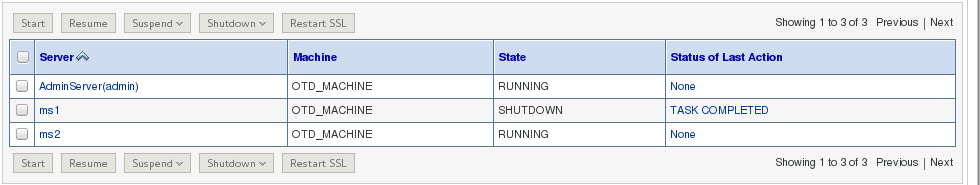 Start Resume Suspend Shutdown Restart SSL Showing 1 to 3 of 3 Previous | Next
Server Machine State Status of Last Action
AdminServer(admin) OTD_MACHINE RUNNING None
ms1 OTD_MACHINE SHUTDOWN TASK COMPLETED
ms2 OTD_MACHINE RUNNING None
Start Resume Suspend Shutdown Restart SSL Showing 1 to 3 of 3 Previous | Next